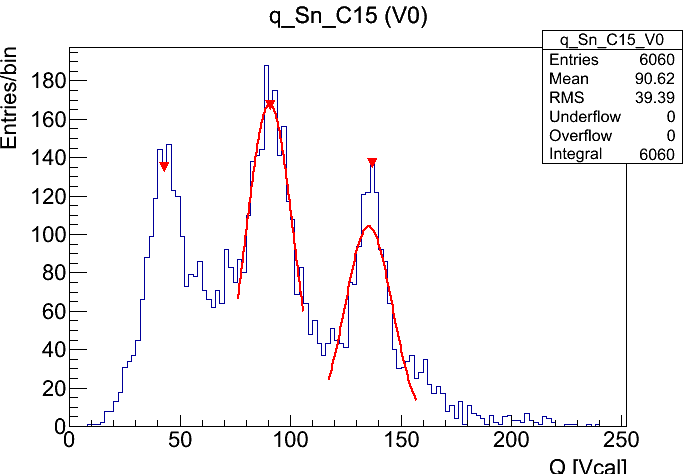 q_Sn_C15 (V0)
q_Sn_C15_V0
Entries 6060
Mean 90.62
RMS 39.39
Underflow 0
Overflow 0
Integral 6060
Entries/bin
180
160
140
120
100
80
60
40
20
0
0 50 100 150 200 250
Q [Vcal]